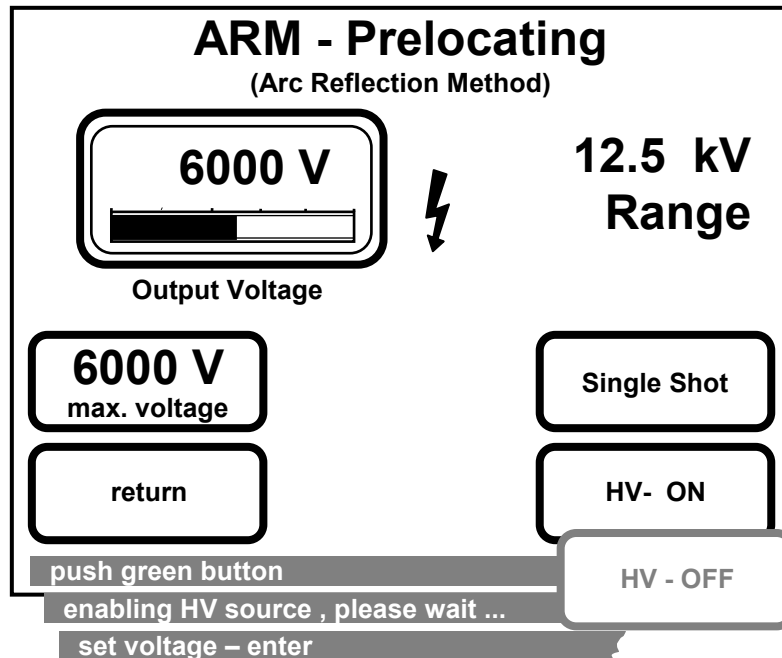 ARM - Prelocating
(Arc Reflection Method)
6000 V
Output Voltage
12.5 kV
Range
6000 V
max. voltage
Single Shot
return
HV- ON
push green button
HV - OFF
enabling HV source , please wait ...
set voltage – enter